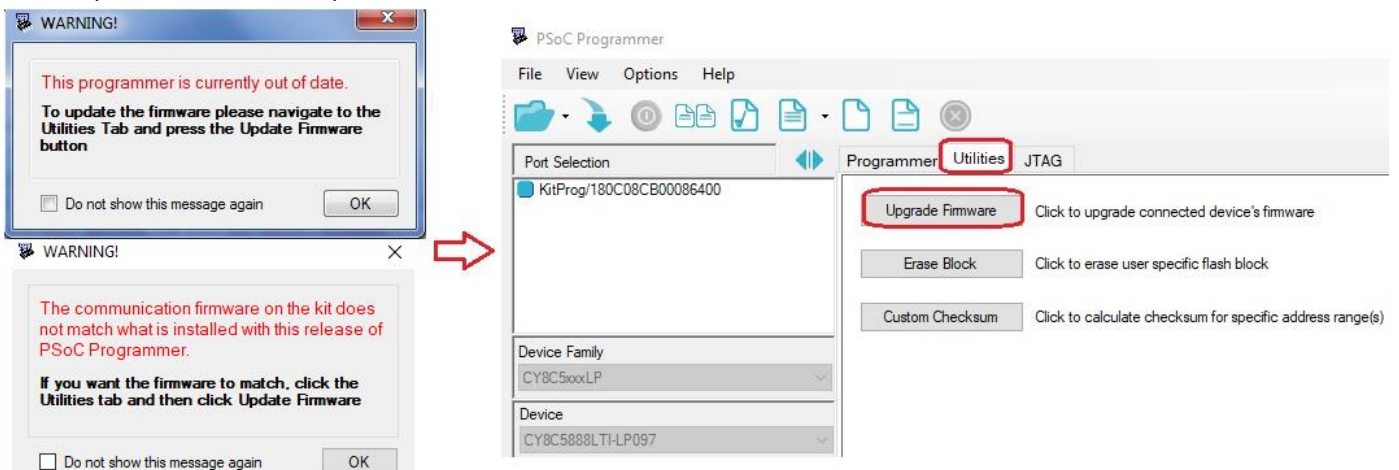 WARNING!
This programmer is currently out of date.
To update the firmware please navigate to the
Utilities Tab and press the Update Firmware
button
Do not show this message again
OK
WARNING!
The communication firmware on the kit does
not match what is installed with this release of
PSoC Programmer.
If you want the firmware to match, click the
Utilities tab and then click Update Firmware
Do not show this message again
OK
PSoC Programmer
File View Options Help
Port Selection
KitProg/180C08CB00086400
Device Family
CY8C5xxxLP
Device
CY8C5888LTI-LP097
Programmer Utilities JTAG
Upgrade Firmware Click to upgrade connected device's firmware
Erase Block Click to erase user specific flash block
Custom Checksum Click to calculate checksum for specific address range(s)